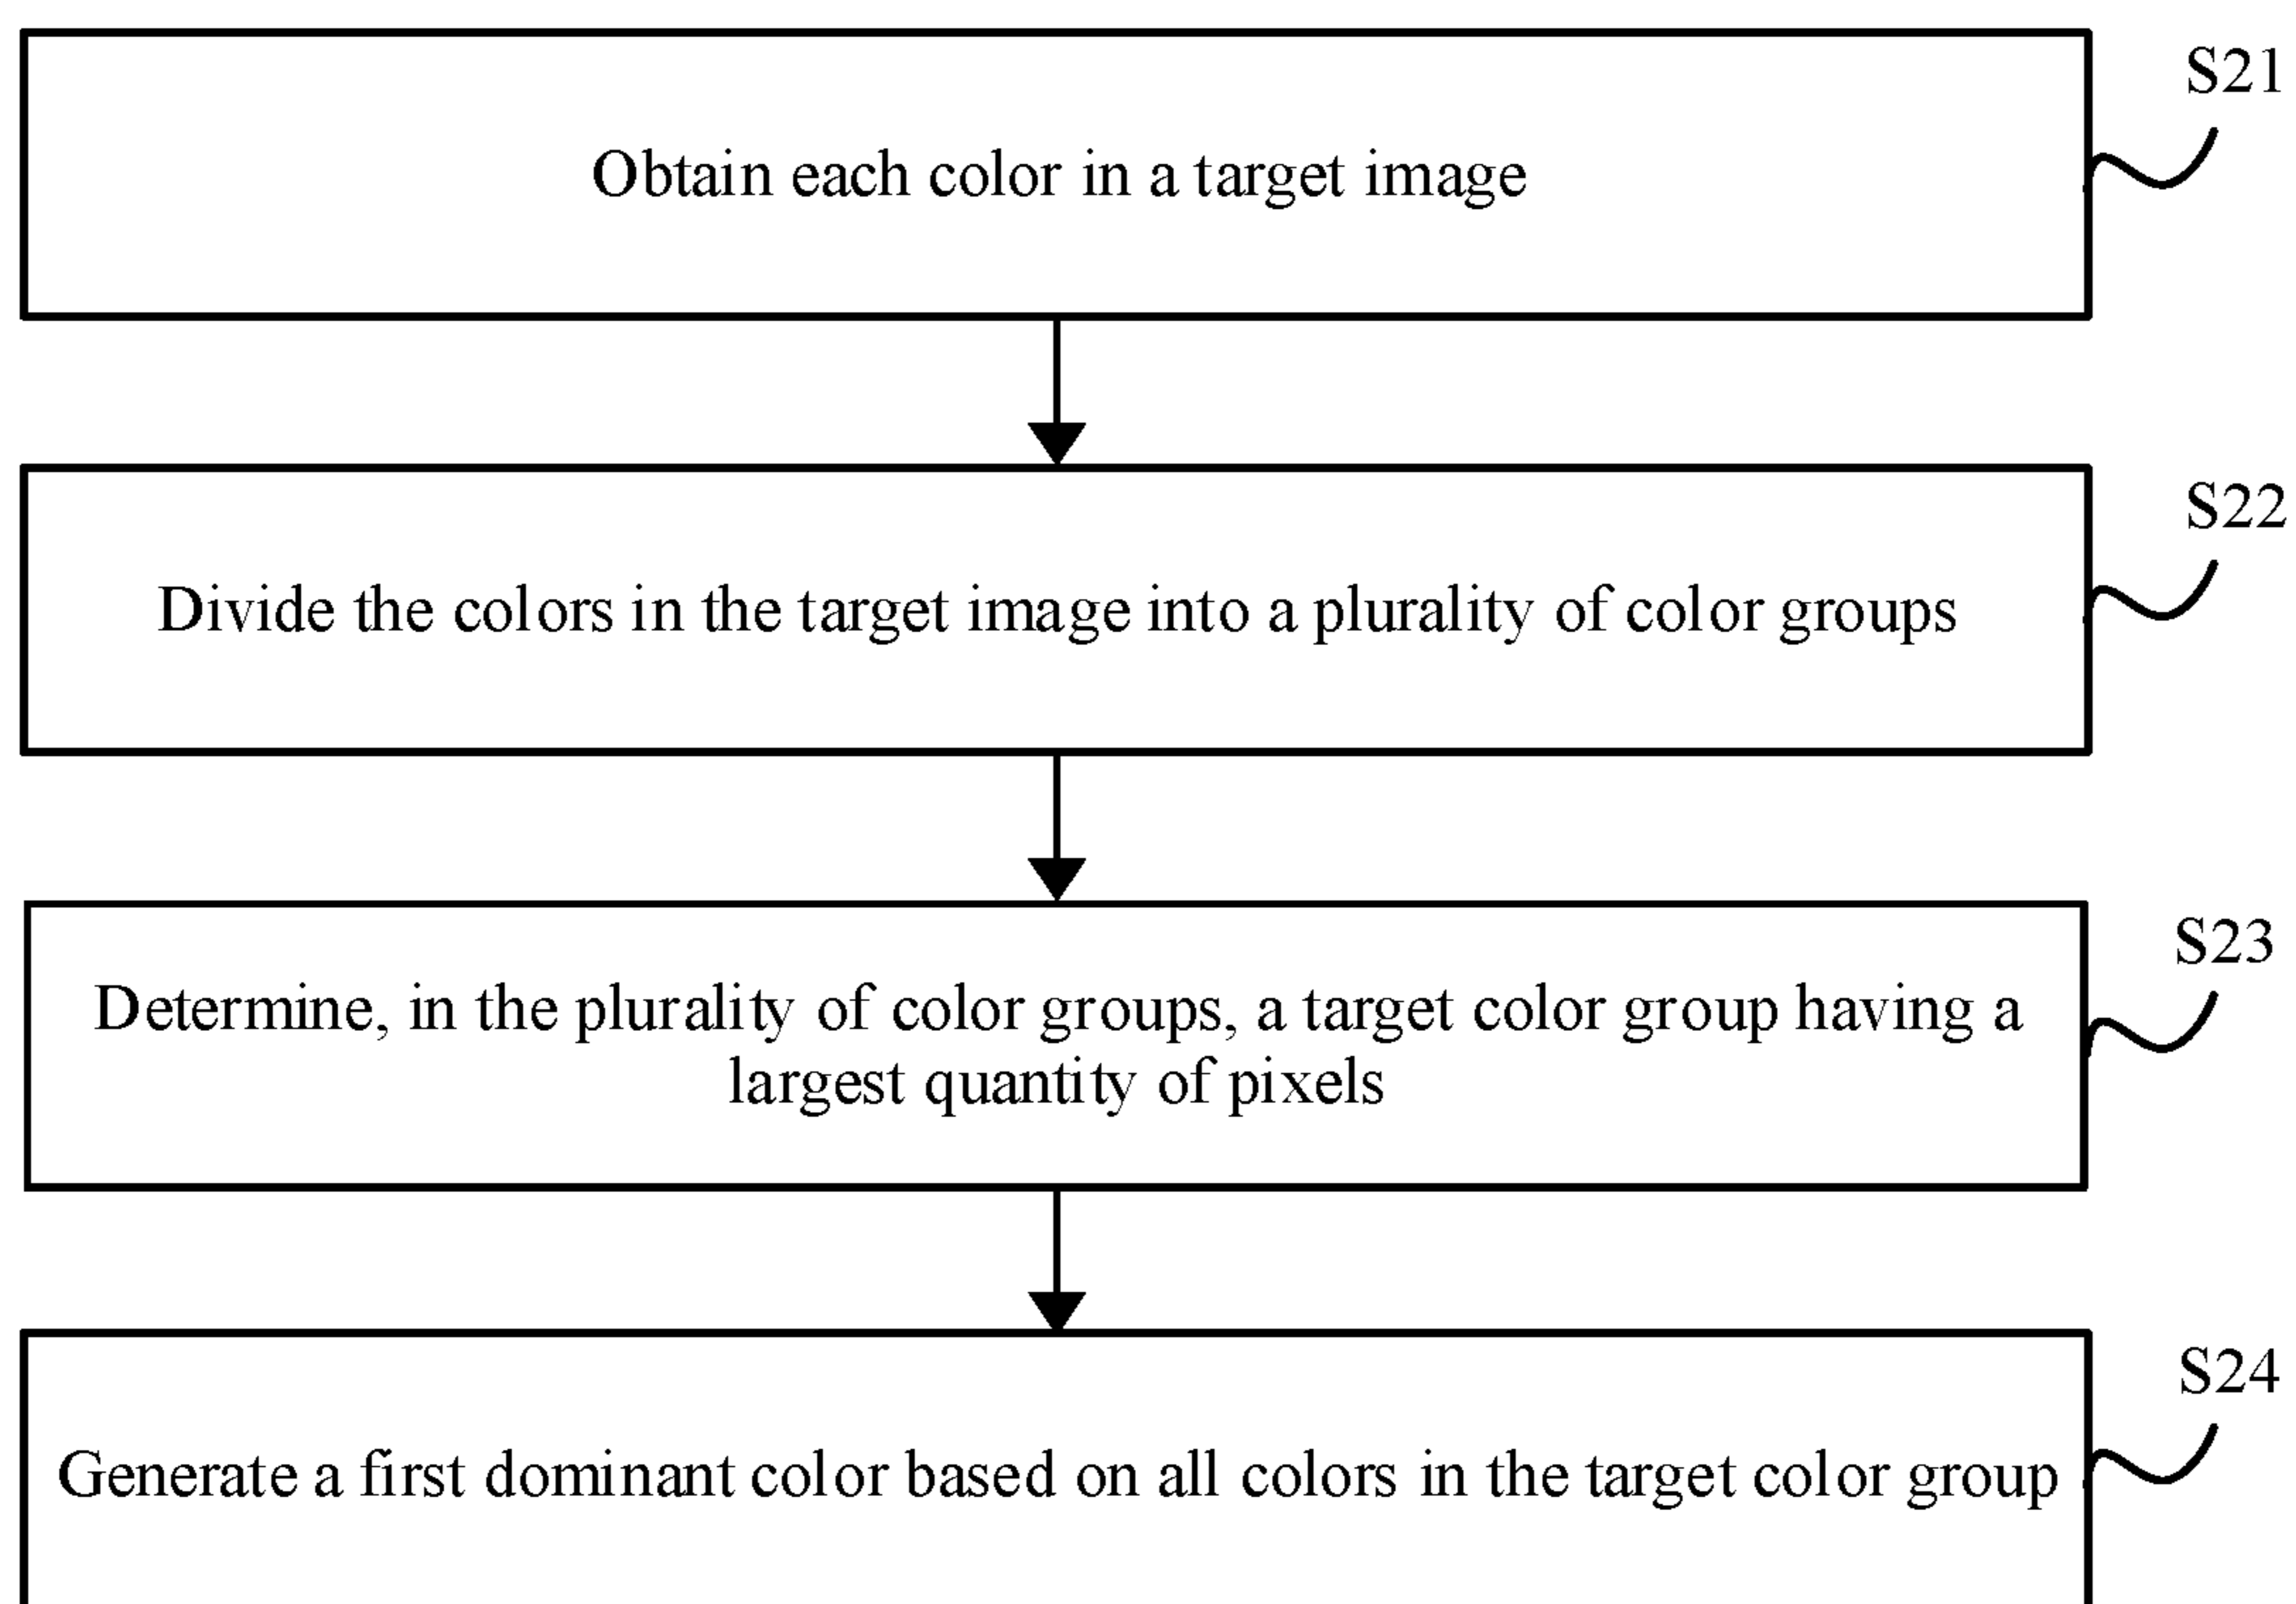 S21
Obtain each color in a target image
S22
Divide the colors in the target image into a plurality of color groups
S23
Determine, in the plurality of color groups, a target color group having a
largest quantity of pixels
S24
Generate a first dominant color based on all colors in the target color group